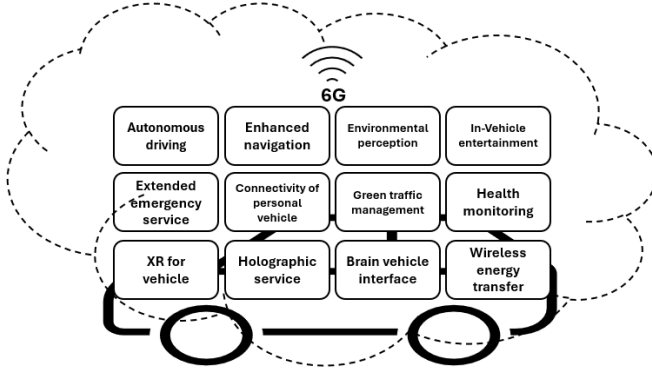 6G
Autonomous
driving
Enhanced
navigation
Environmental
perception
In-Vehicle
entertainment
Extended
emergency
service
Connectivity of
personal
vehicle
Green traffic
management
Health
monitoring
XR for
vehicle
Holographic
service
Brain vehicle
interface
Wireless
energy
transfer